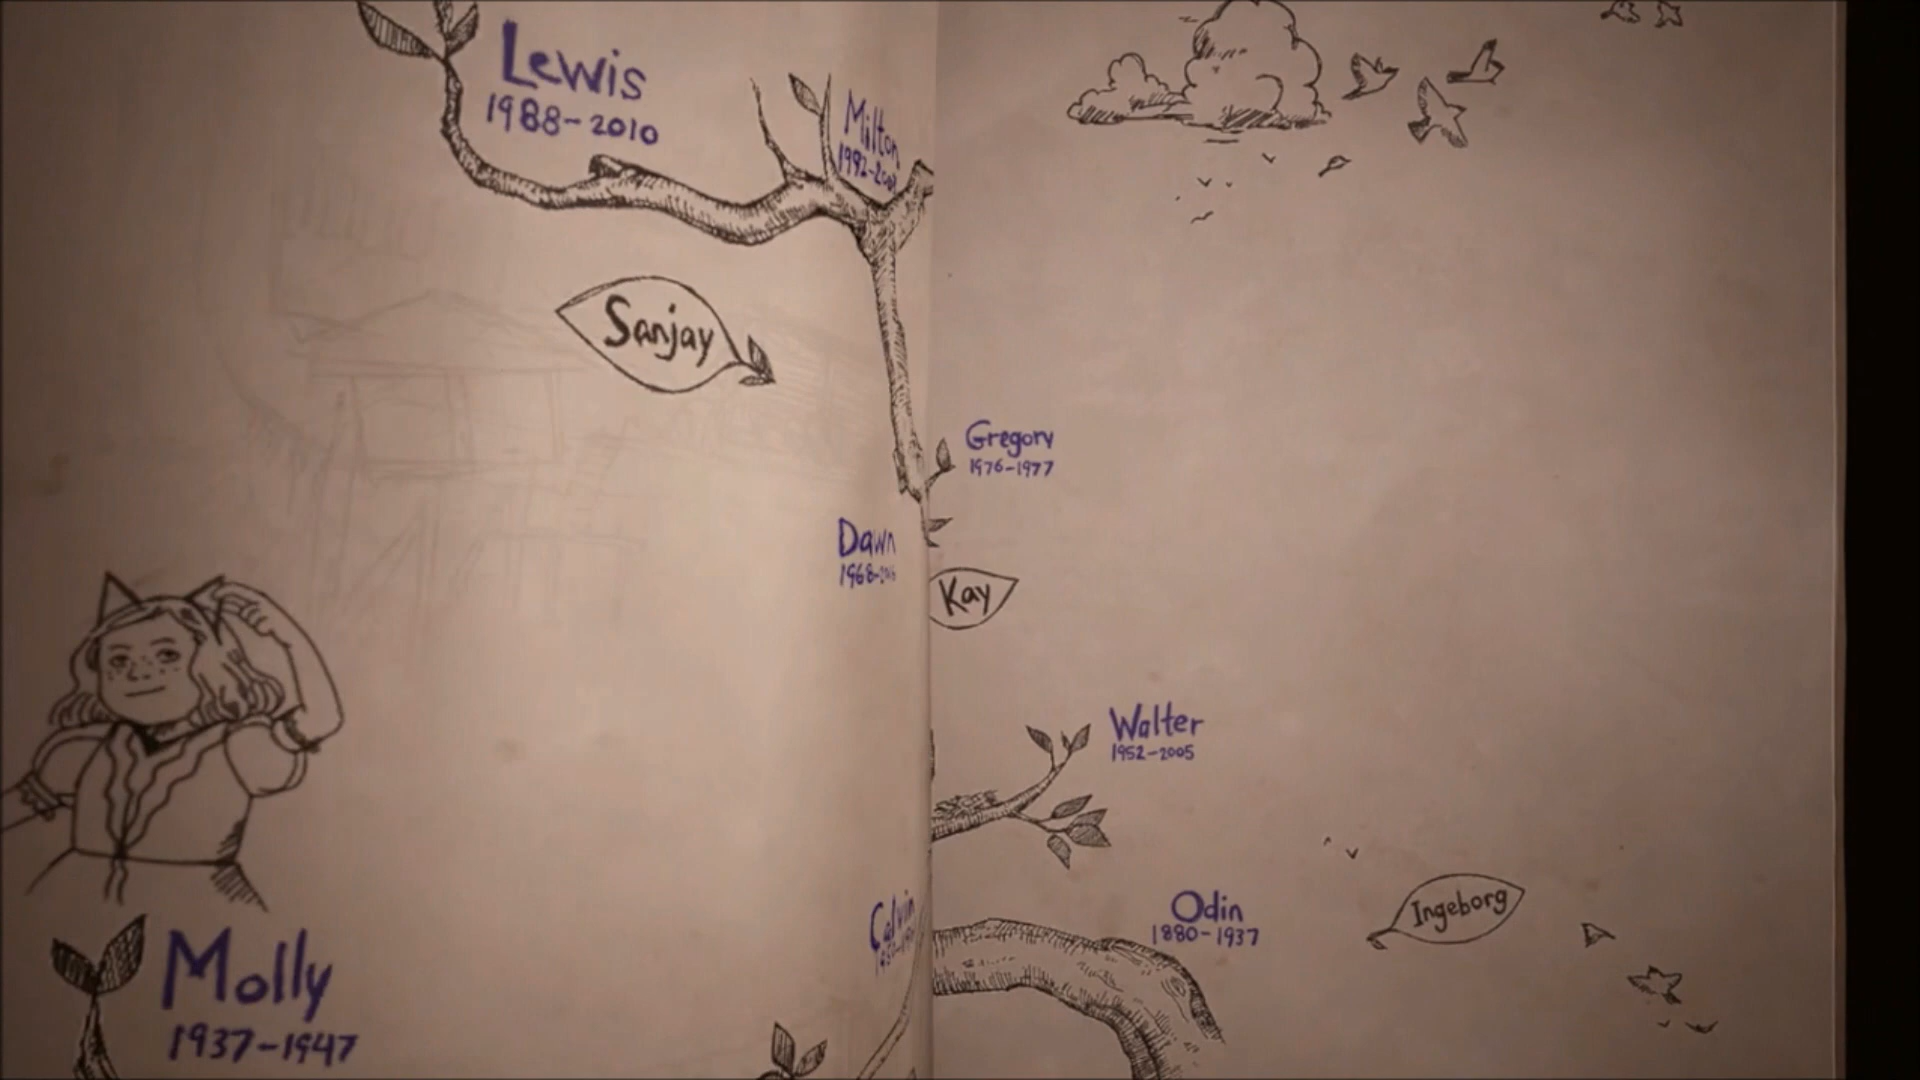 Lewis
1988-2010
Milton
Sanjay
Gregory
1976-1977
Dawn
Kay
Walter
1952-2005
Calvin
Odin
1880-1937
Ingeborg
Molly
1937-1947